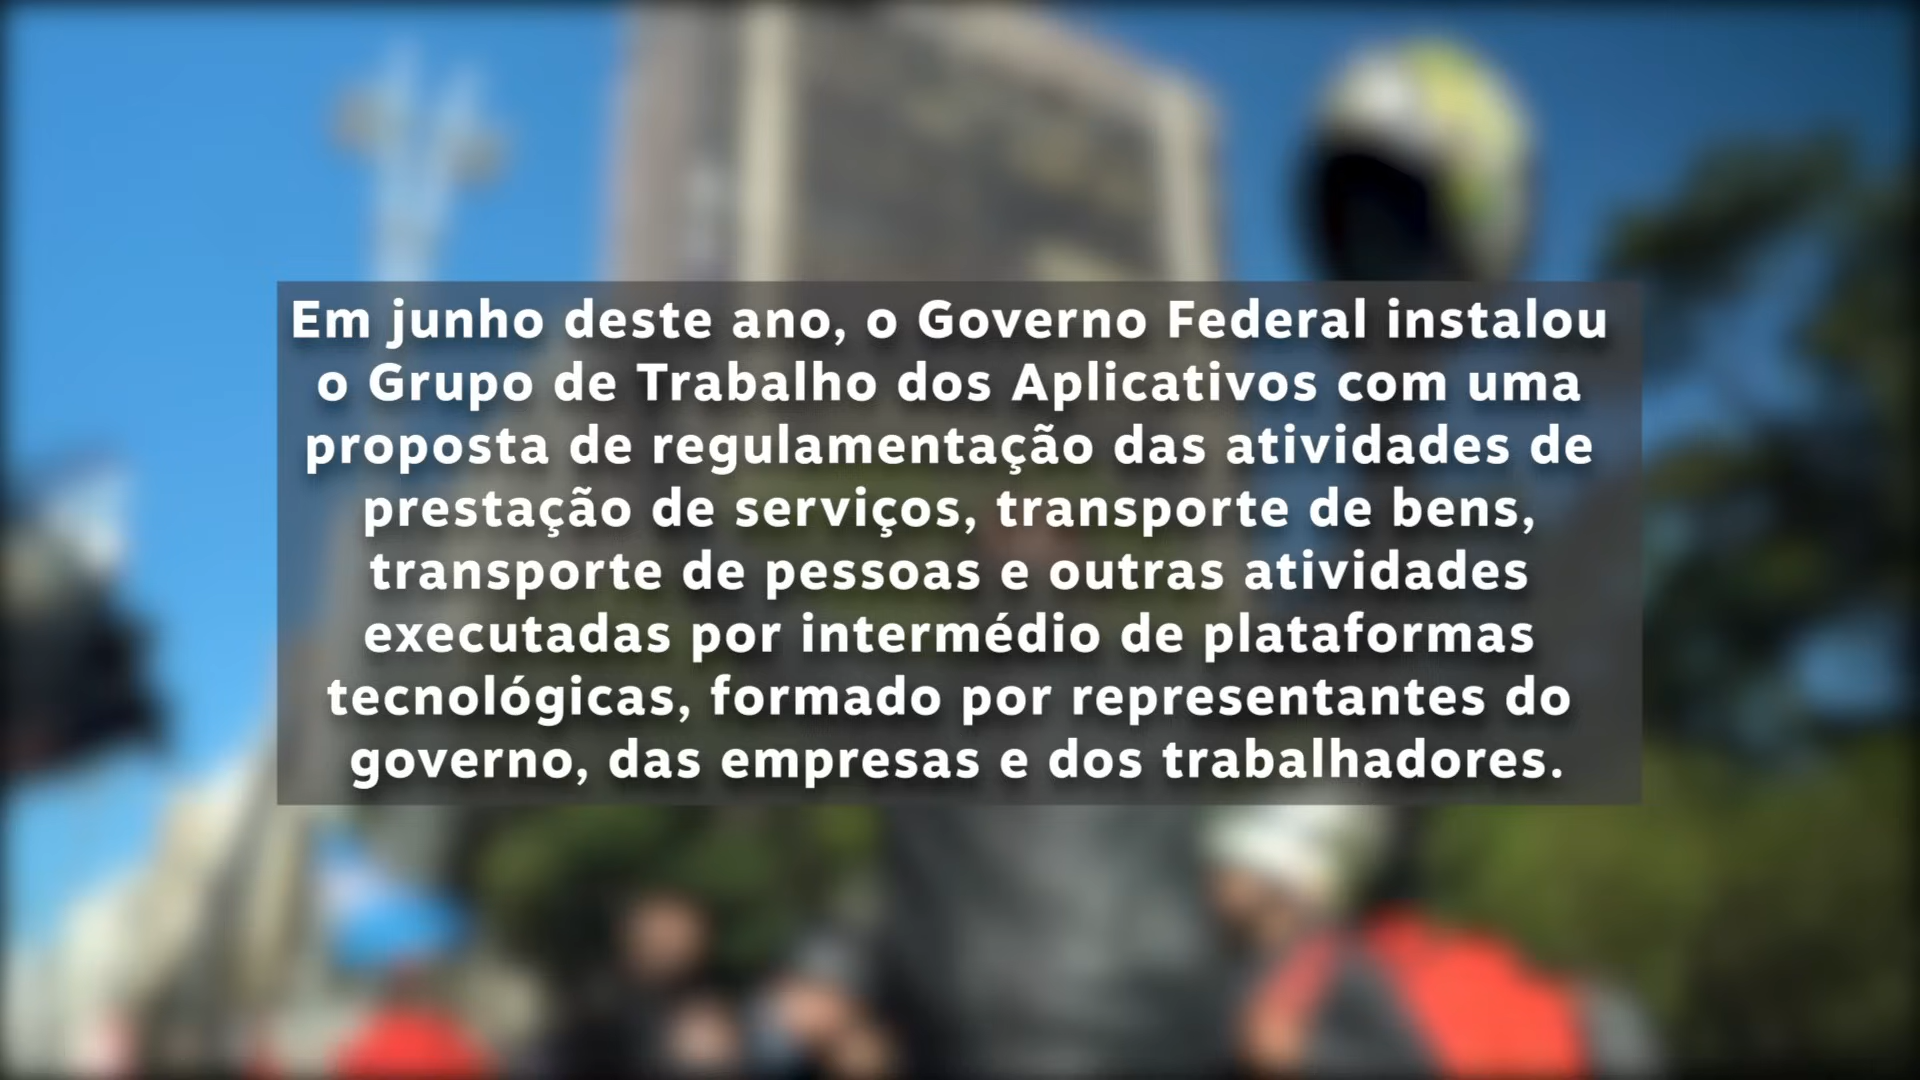 Em junho deste ano, o Governo Federal instalou
o Grupo de Trabalho dos Aplicativos com uma
proposta de regulamentação das atividades de
prestação de serviços, transporte de bens,
transporte de pessoas e outras atividades
executadas por intermédio de plataformas
tecnológicas, formado por representantes do
governo, das empresas e dos trabalhadores.